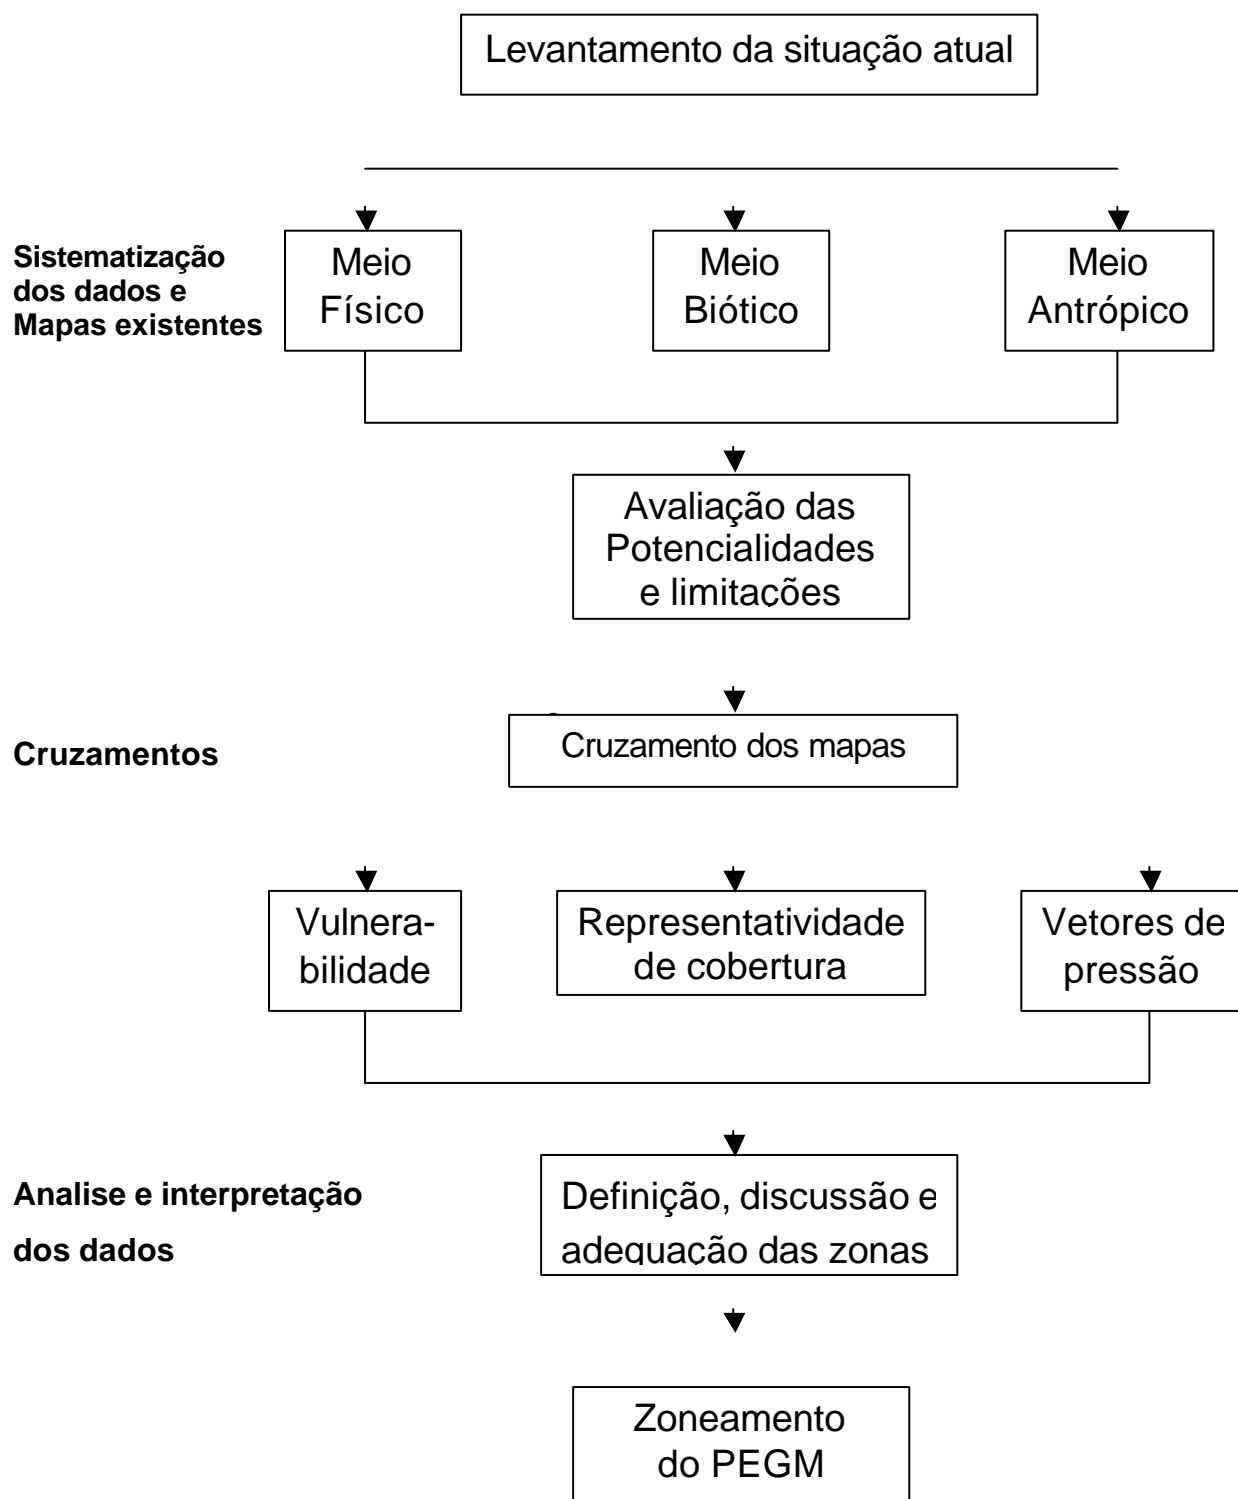 Levantamento da situação atual
Sistematização
dos dados e
Mapas existentes
Meio
Físico
Meio
Biótico
Meio
Antrópico
Avaliação das
Potencialidades
e limitações
Cruzamentos
Cruzamento dos mapas
Vulnera-
bilidade
Representatividade
de cobertura
Vetores de
pressão
Analise e interpretação
dos dados
Definição, discussão e
adequação das zonas
Zoneamento
do PEGM